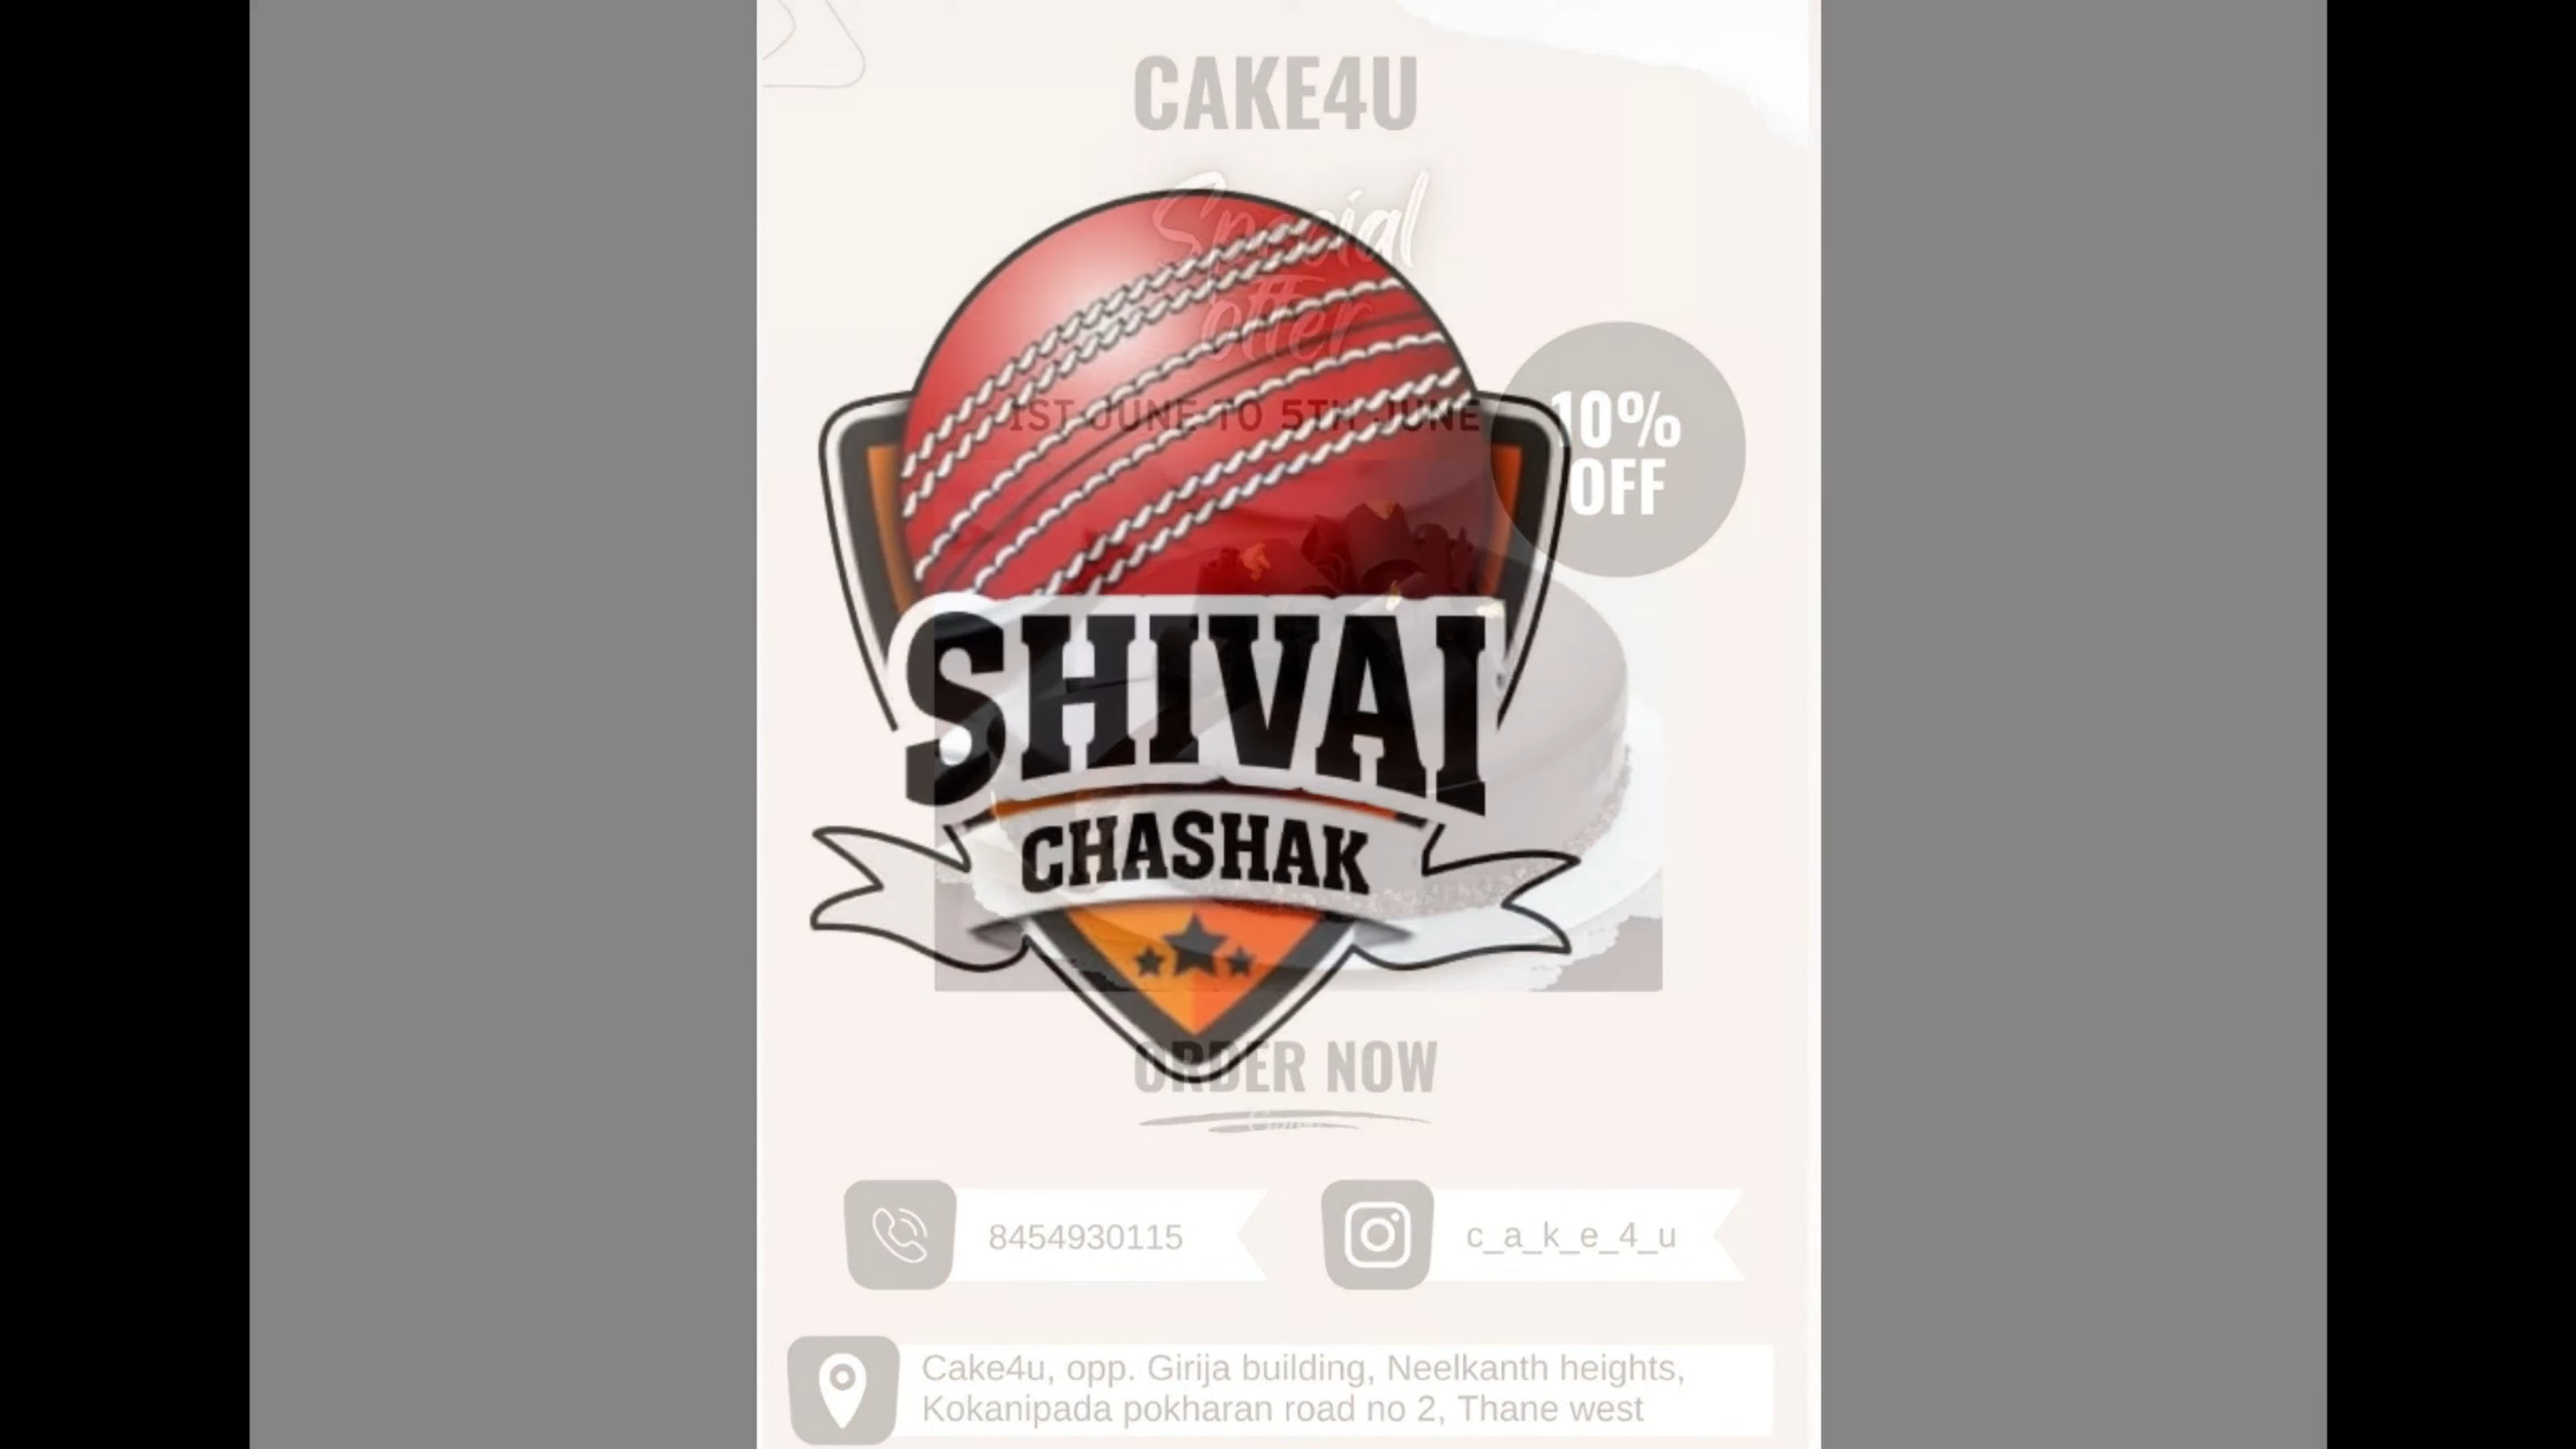 CAKE4U
Special
offer
1ST JUNE TO 5TH JUNE
10%
OFF
SHIVAI
CHASHAK
ORDER NOW
8454930115
c_a_k_e_4_u
Cake4u, opp. Girija building, Neelkanth heights,
Kokanipada pokharan road no 2, Thane west